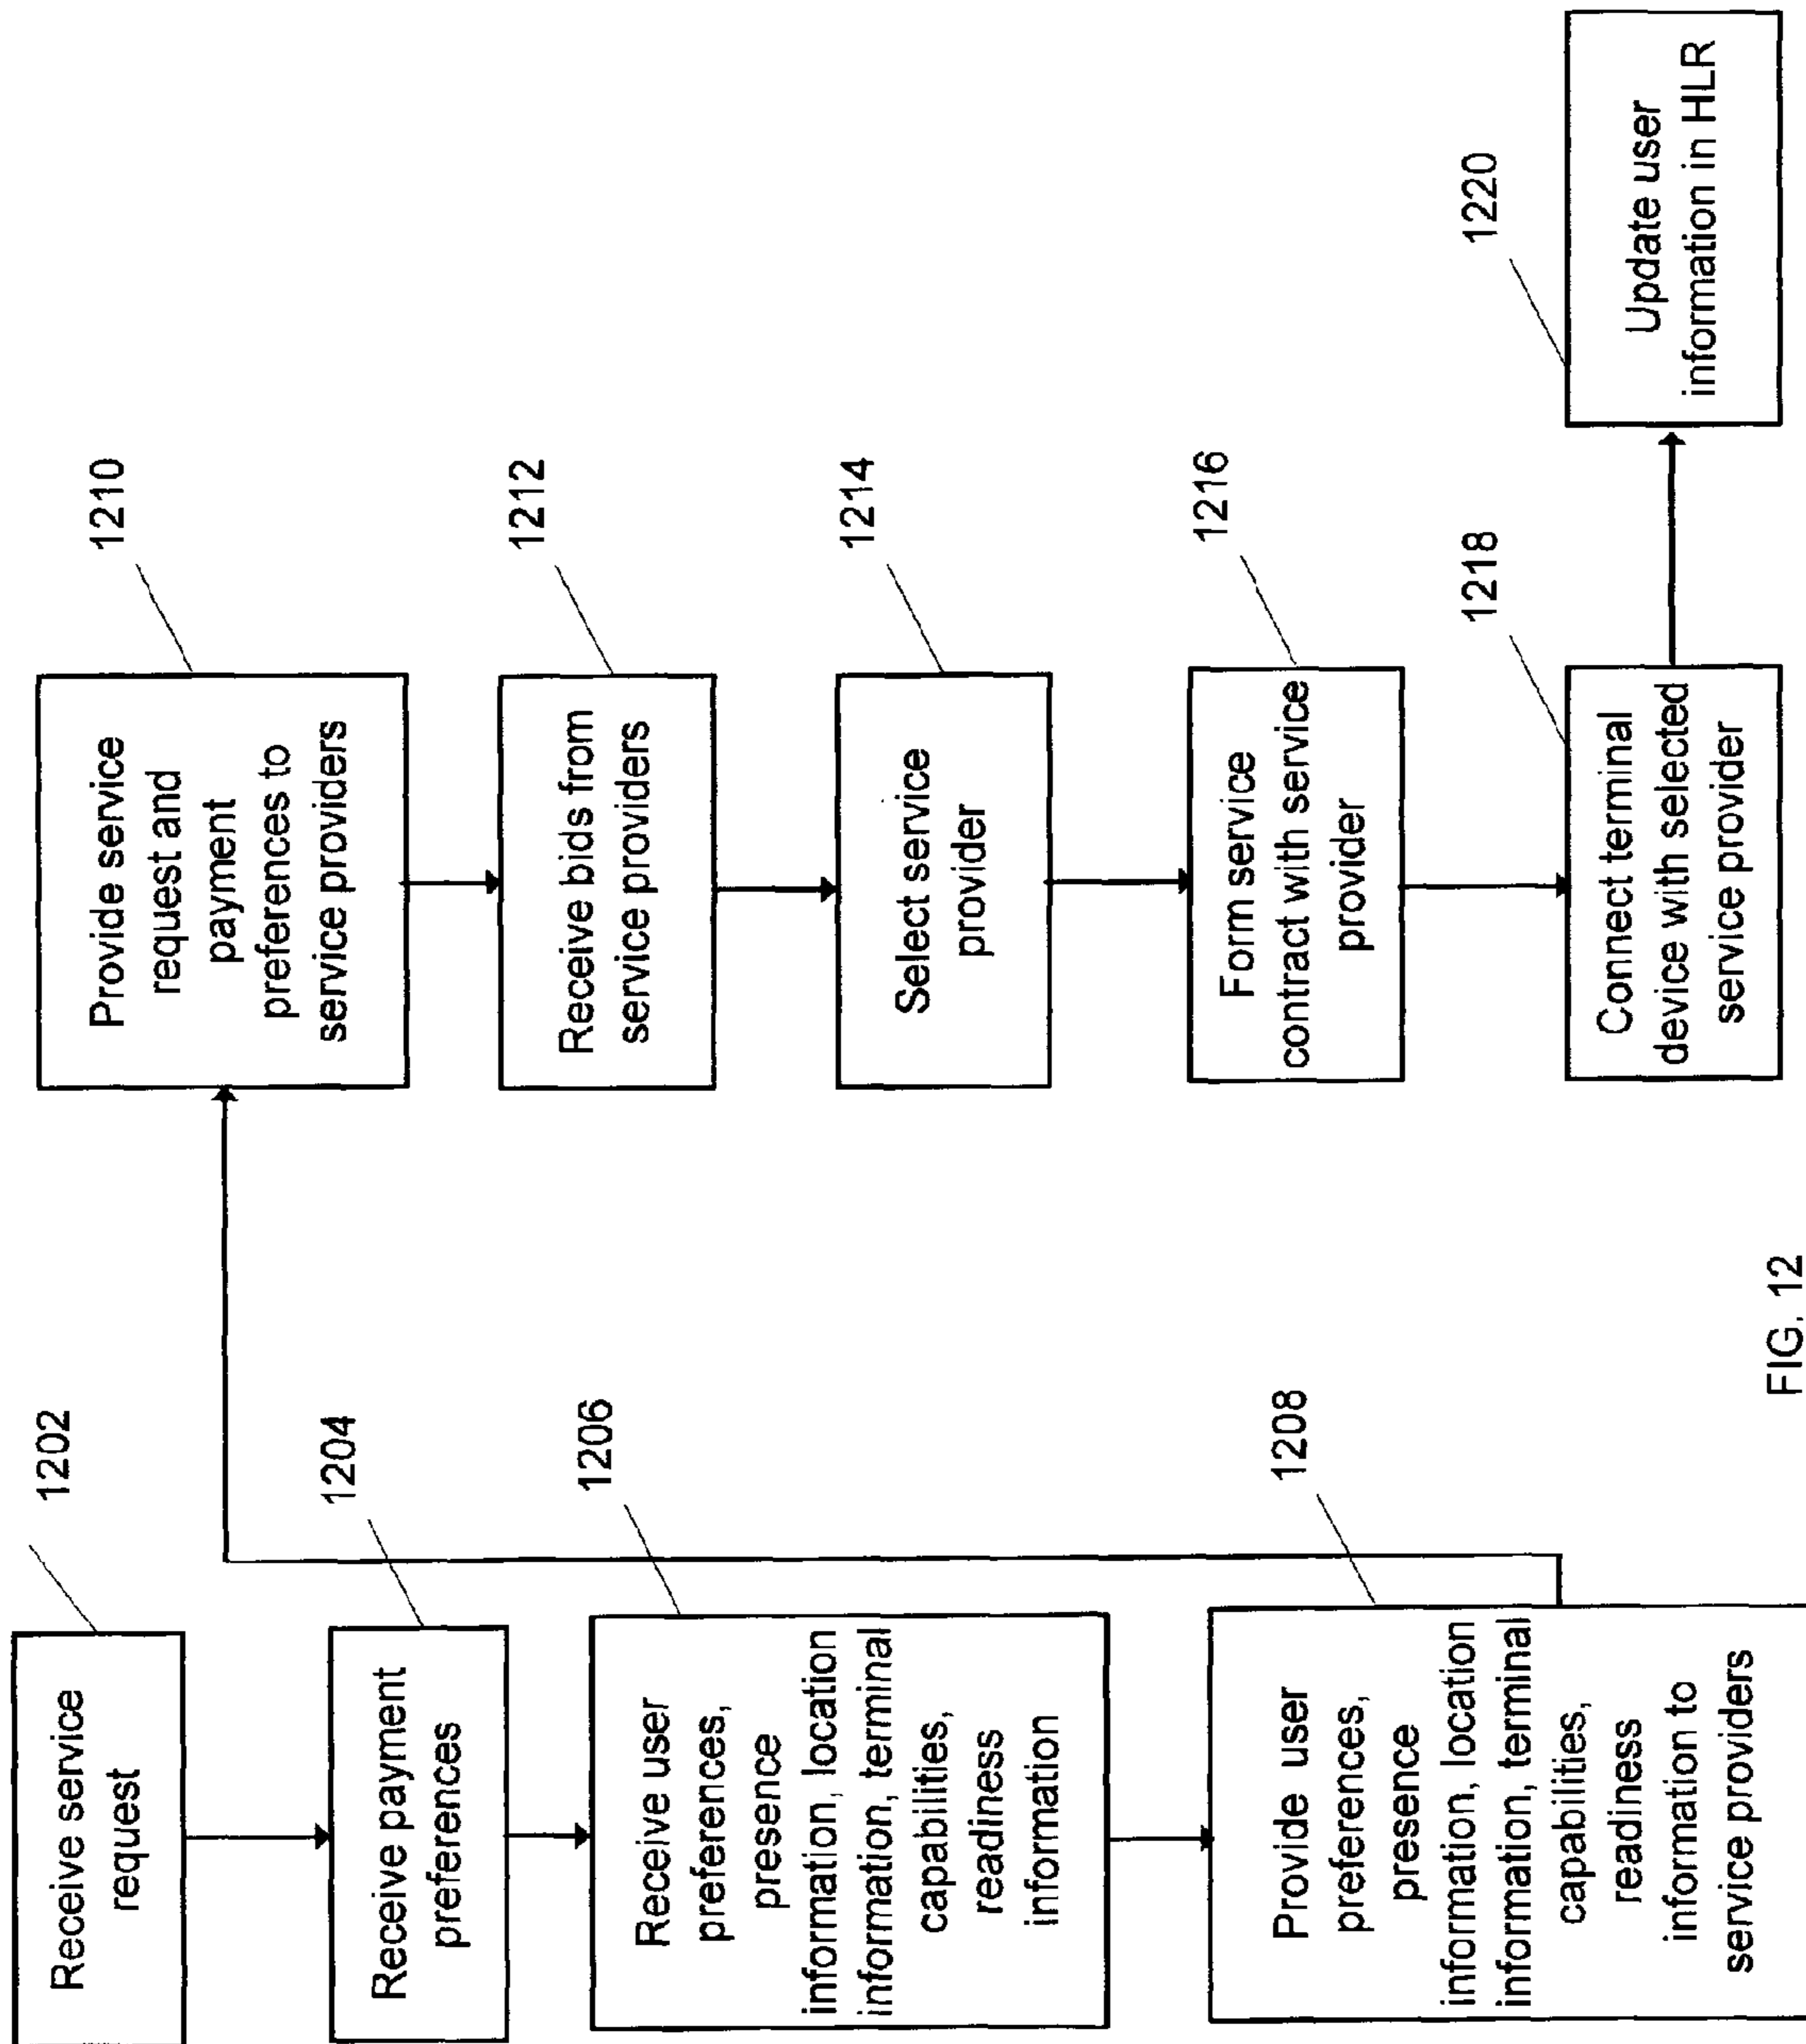 1202
Receive service
request
1204
Receive payment
preferences
1206
Receive user
preferences,
presence
information, location
information, terminal
capabilities,
readiness
information
1208
Provide user
preferences,
presence
information, location
information, terminal
capabilities,
readiness
information to
service providers
1210
Provide service
request and
payment
preferences to
service providers
1212
Receive bids from
service providers
1214
Select service
provider
1216
Form service
contract with service
provider
1218
Connect terminal
device with selected
service provider
1220
Update user
information in HLR
FIG. 12